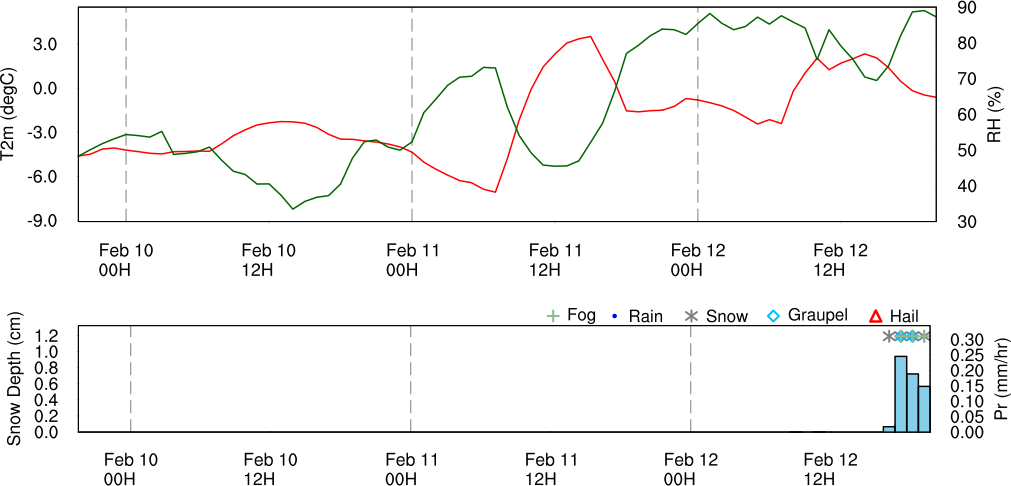 T2m (degC)
3.0
0.0
-3.0
-6.0
-9.0
RH (%)
90
80
70
60
50
40
30
Feb 10 Feb 10 Feb 11 Feb 11 Feb 12 Feb 12
00H 12H 00H 12H 00H 12H
Fog Rain Snow Graupel Hail
Snow Depth (cm)
1.2
1.0
0.8
0.6
0.4
0.2
0.0
Pr (mm/hr)
0.30
0.25
0.20
0.15
0.10
0.05
0.00
Feb 10 Feb 10 Feb 11 Feb 11 Feb 12 Feb 12
00H 12H 00H 12H 00H 12H